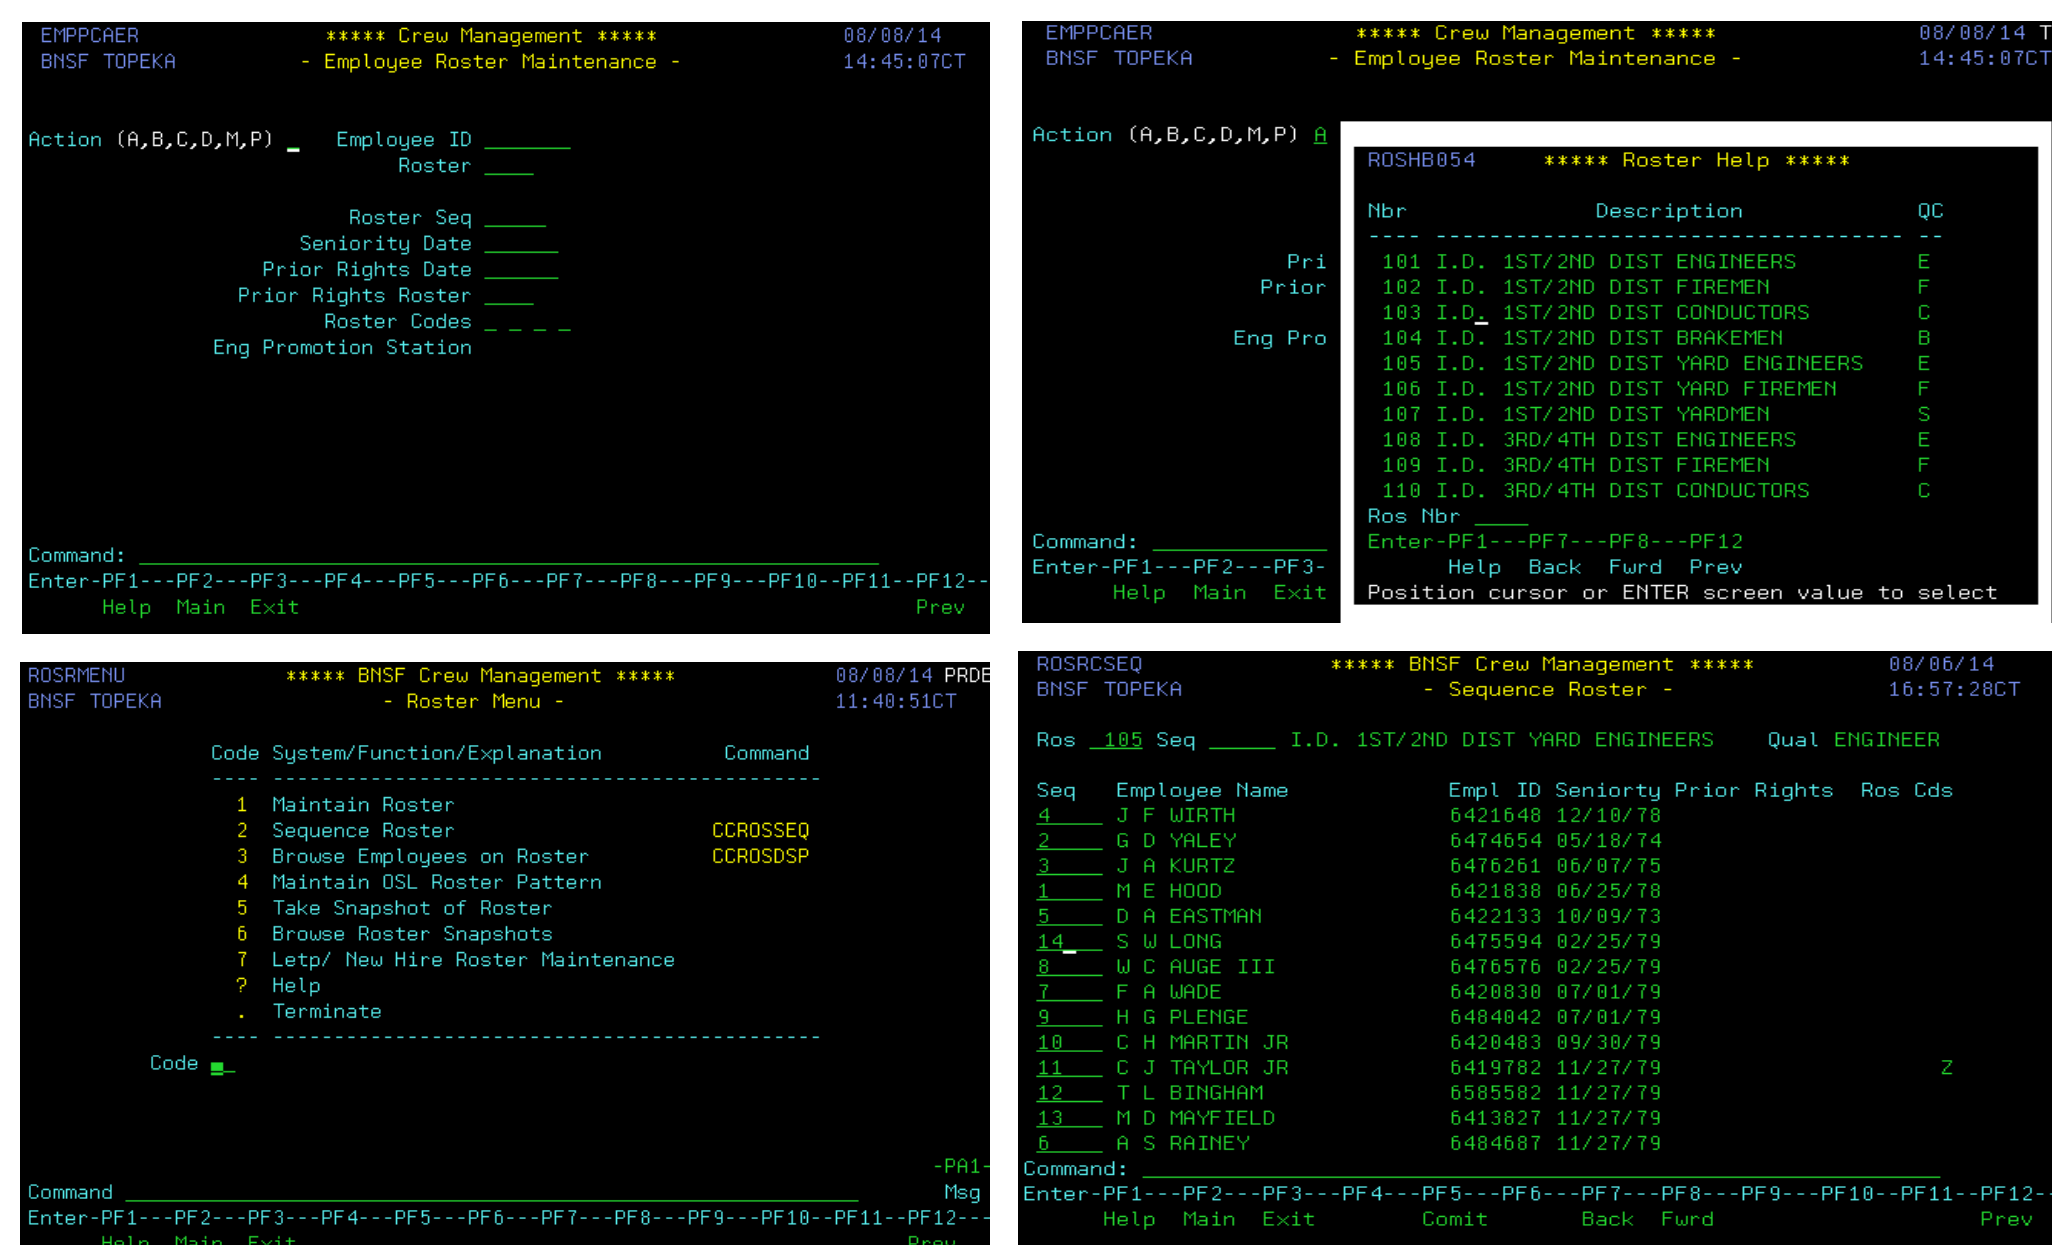 EMPPCAER ***** Crew Management ***** 08/08/14
BNSF TOPEKA - Employee Roster Maintenance - 14:45:07CT
Action (A,B,C,D,M,P) _ Employee ID _______
Roster ____
Roster Seq _____
Seniority Date ______
Prior Rights Date ______
Prior Rights Roster ____
Roster Codes _ _ _ _
Eng Promotion Station
Command:
Enter-PF1---PF2---PF3---PF4---PF5---PF6---PF7---PF8---PF9---PF10--PF11--PF12--
Help Main Exit Prev
EMPPCAER ***** Crew Management ***** 08/08/14 T
BNSF TOPEKA - Employee Roster Maintenance - 14:45:07CT
Action (A,B,C,D,M,P) A
Pri
Prior
Eng Pro
Command:
Enter-PF1---PF2---PF3-
Help Main Exit
ROSHB054 ***** Roster Help *****
Nbr Description QC
---- ----------------------------------- --
101 I.D. 1ST/2ND DIST ENGINEERS E
102 I.D. 1ST/2ND DIST FIREMEN F
103 I.D. 1ST/2ND DIST CONDUCTORS C
104 I.D. 1ST/2ND DIST BRAKEMEN B
105 I.D. 1ST/2ND DIST YARD ENGINEERS E
106 I.D. 1ST/2ND DIST YARD FIREMEN F
107 I.D. 1ST/2ND DIST YARDMEN S
108 I.D. 3RD/4TH DIST ENGINEERS E
109 I.D. 3RD/4TH DIST FIREMEN F
110 I.D. 3RD/4TH DIST CONDUCTORS C
Ros Nbr ____
Enter-PF1---PF7---PF8---PF12
Help Back Fwrd Prev
Position cursor or ENTER screen value to select
ROSRMENU ***** BNSF Crew Management ***** 08/08/14 PRDE
BNSF TOPEKA - Roster Menu - 11:40:51CT
Code System/Function/Explanation Command
---- ----------------------------------------------
1 Maintain Roster
2 Sequence Roster CCROSSEQ
3 Browse Employees on Roster CCROSDSP
4 Maintain OSL Roster Pattern
5 Take Snapshot of Roster
6 Browse Roster Snapshots
7 Letp/ New Hire Roster Maintenance
? Help
. Terminate
---- ----------------------------------------------
Code
-PA1-
Command Msg
Enter-PF1---PF2---PF3---PF4---PF5---PF6---PF7---PF8---PF9---PF10--PF11--PF12---
Help Main Exit Prev
ROSRCSEQ ***** BNSF Crew Management ***** 08/06/14
BNSF TOPEKA - Sequence Roster - 16:57:28CT
Ros _105 Seq _____ I.D. 1ST/2ND DIST YARD ENGINEERS Qual ENGINEER
Seq Employee Name Empl ID Seniorty Prior Rights Ros Cds
4 J F WIRTH 6421648 12/10/78
2 G D YALEY 6474654 05/18/74
3 J A KURTZ 6476261 06/07/75
1 M E HOOD 6421838 06/25/78
5 D A EASTMAN 6422133 10/09/73
14 S W LONG 6475594 02/25/79
8 W C AUGE III 6476576 02/25/79
7 F A WADE 6420830 07/01/79
9 H G PLENGE 6484042 07/01/79
10 C H MARTIN JR 6420483 09/30/79
11 C J TAYLOR JR 6419782 11/27/79 Z
12 T L BINGHAM 6585582 11/27/79
13 M D MAYFIELD 6413827 11/27/79
6 A S RAINEY 6484687 11/27/79
Command:
Enter-PF1---PF2---PF3---PF4---PF5---PF6---PF7---PF8---PF9---PF10--PF11--PF12--
Help Main Exit Comit Back Fwrd Prev